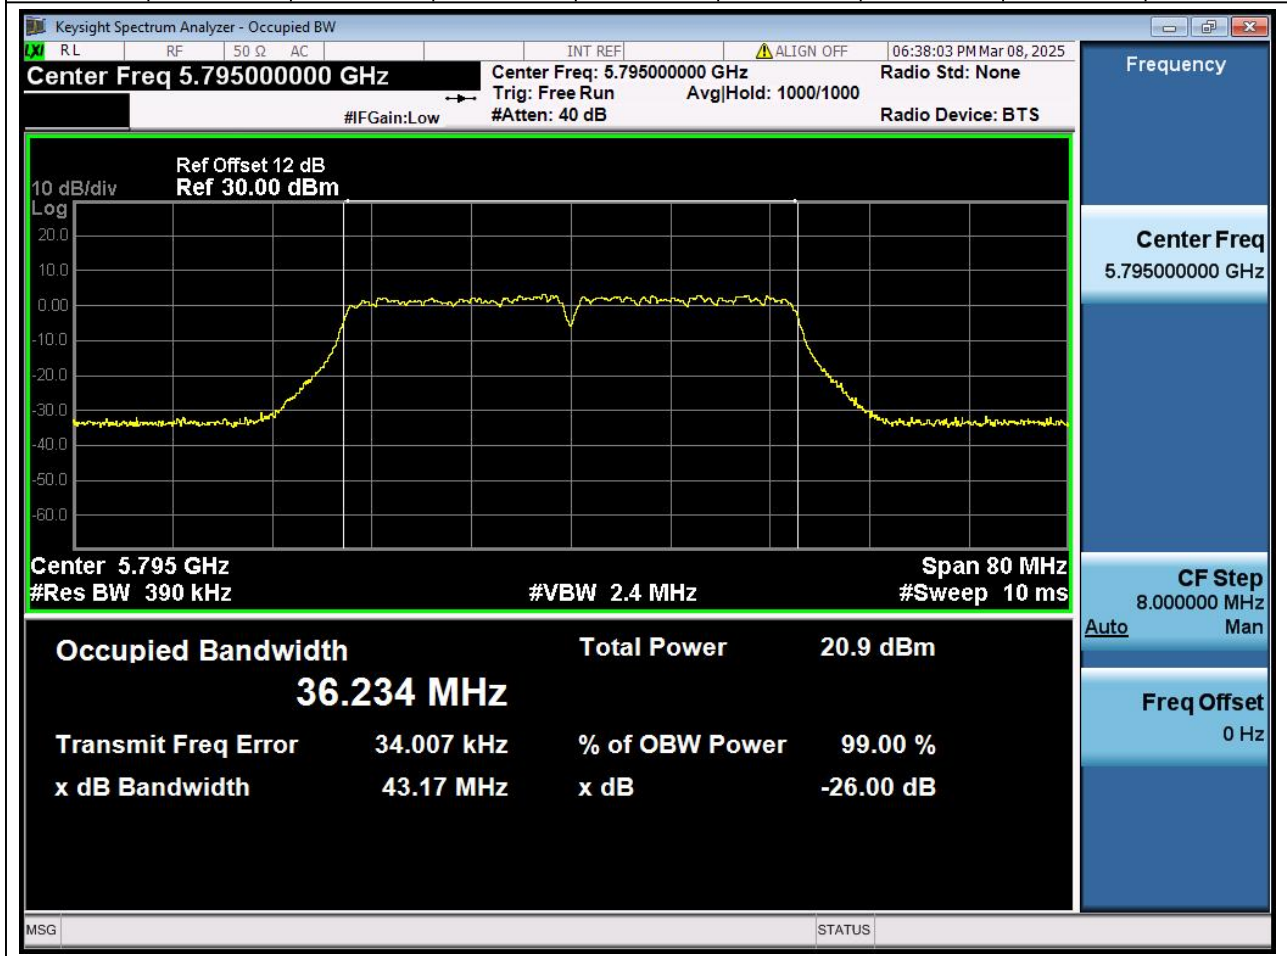 Keysight Spectrum Analyzer - Occupied BW
LXI RL RF 50 Ω AC INT REF ALIGN OFF 06:38:03 PM Mar 08, 2025
Center Freq 5.795000000 GHz
Center Freq: 5.795000000 GHz
Radio Std: None
Trig: Free Run Avg|Hold: 1000/1000
#IFGain:Low
#Atten: 40 dB
Radio Device: BTS
Ref Offset 12 dB
10 dB/div Ref 30.00 dBm
Log
20.0
10.0
0.00
-10.0
-20.0
-30.0
-40.0
-50.0
-60.0
Center 5.795 GHz Span 80 MHz
#Res BW 390 kHz #VBW 2.4 MHz #Sweep 10 ms
Occupied Bandwidth Total Power 20.9 dBm
36.234 MHz
Transmit Freq Error 34.007 kHz % of OBW Power 99.00 %
x dB Bandwidth 43.17 MHz x dB -26.00 dB
MSG STATUS
Frequency
Center Freq
5.795000000 GHz
CF Step
8.000000 MHz
Auto Man
Freq Offset
0 Hz